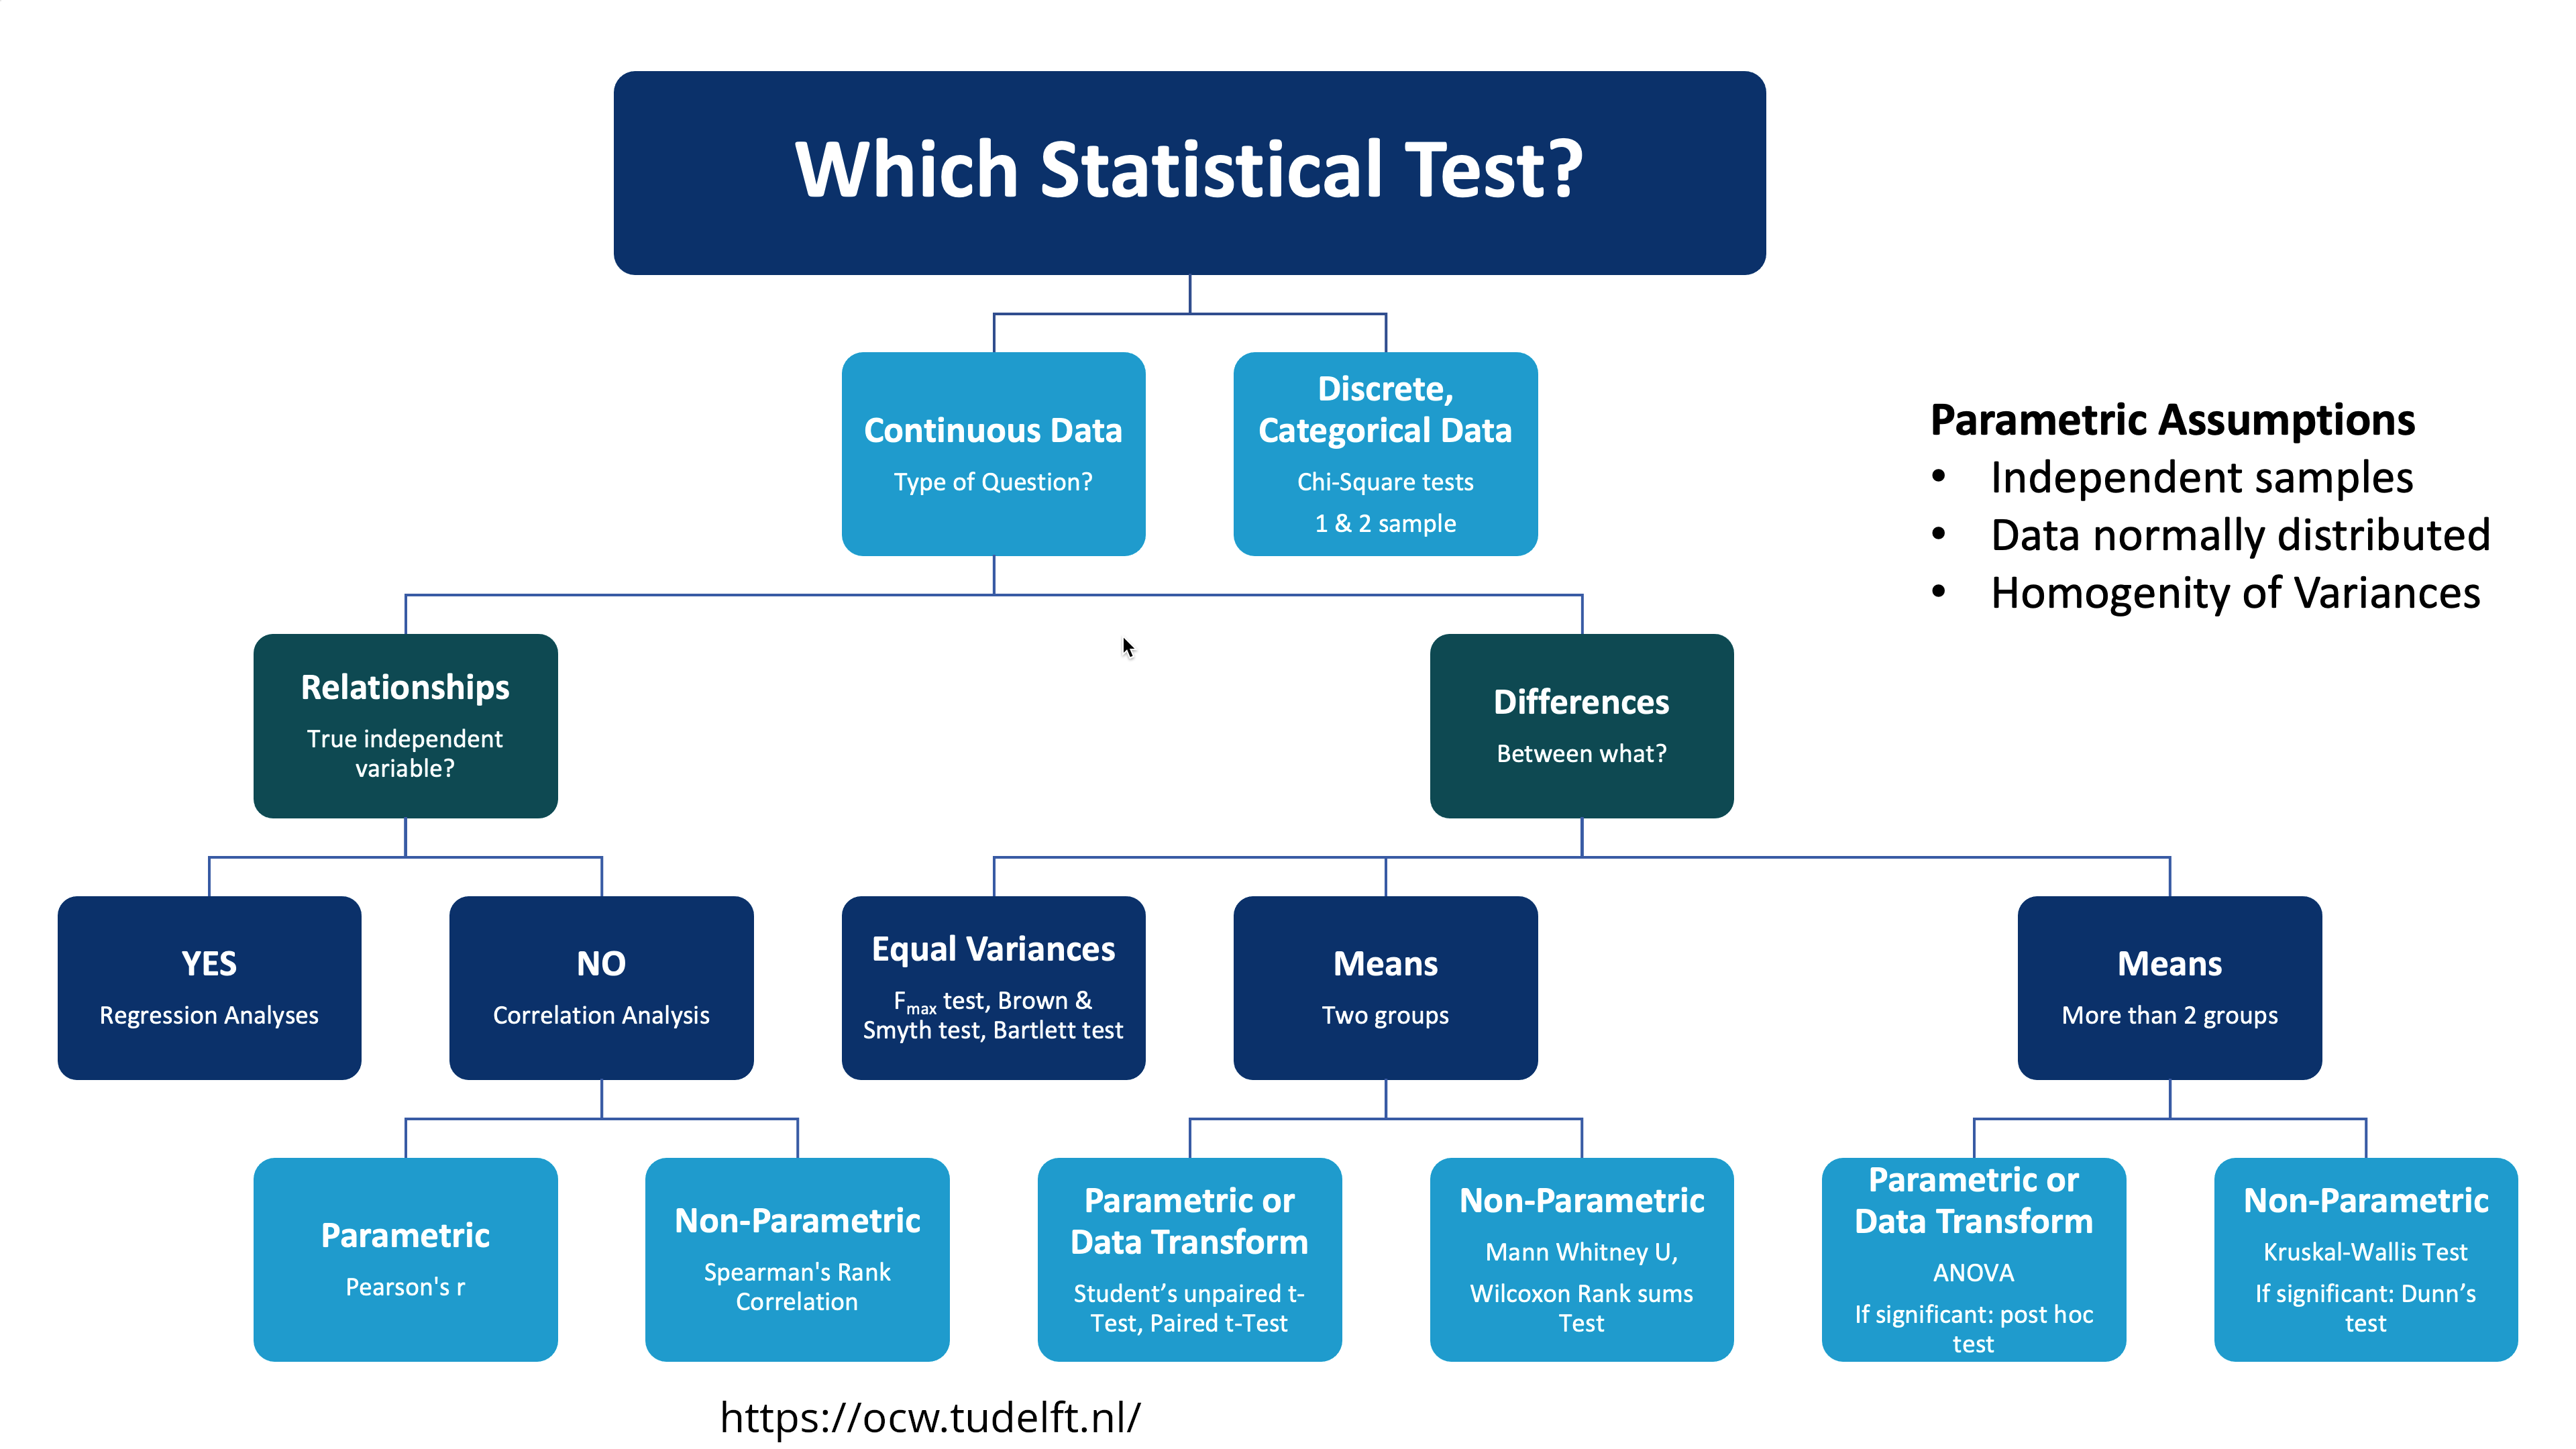 Which Statistical Test?
Continuous Data
Type of Question?
Discrete,
Categorical Data
Chi-Square tests
1 & 2 sample
Parametric Assumptions
• Independent samples
• Data normally distributed
• Homogenity of Variances
Relationships
True independent
variable?
Differences
Between what?
YES
Regression Analyses
NO
Correlation Analysis
Equal Variances
Fmax test, Brown &
Smyth test, Bartlett test
Means
Two groups
Means
More than 2 groups
Parametric
Pearson's r
Non-Parametric
Spearman's Rank
Correlation
Parametric or
Data Transform
Student’s unpaired t-
Test, Paired t-Test
Non-Parametric
Mann Whitney U,
Wilcoxon Rank sums
Test
Parametric or
Data Transform
ANOVA
If significant: post hoc
test
Non-Parametric
Kruskal-Wallis Test
If significant: Dunn’s
test
https://ocw.tudelft.nl/